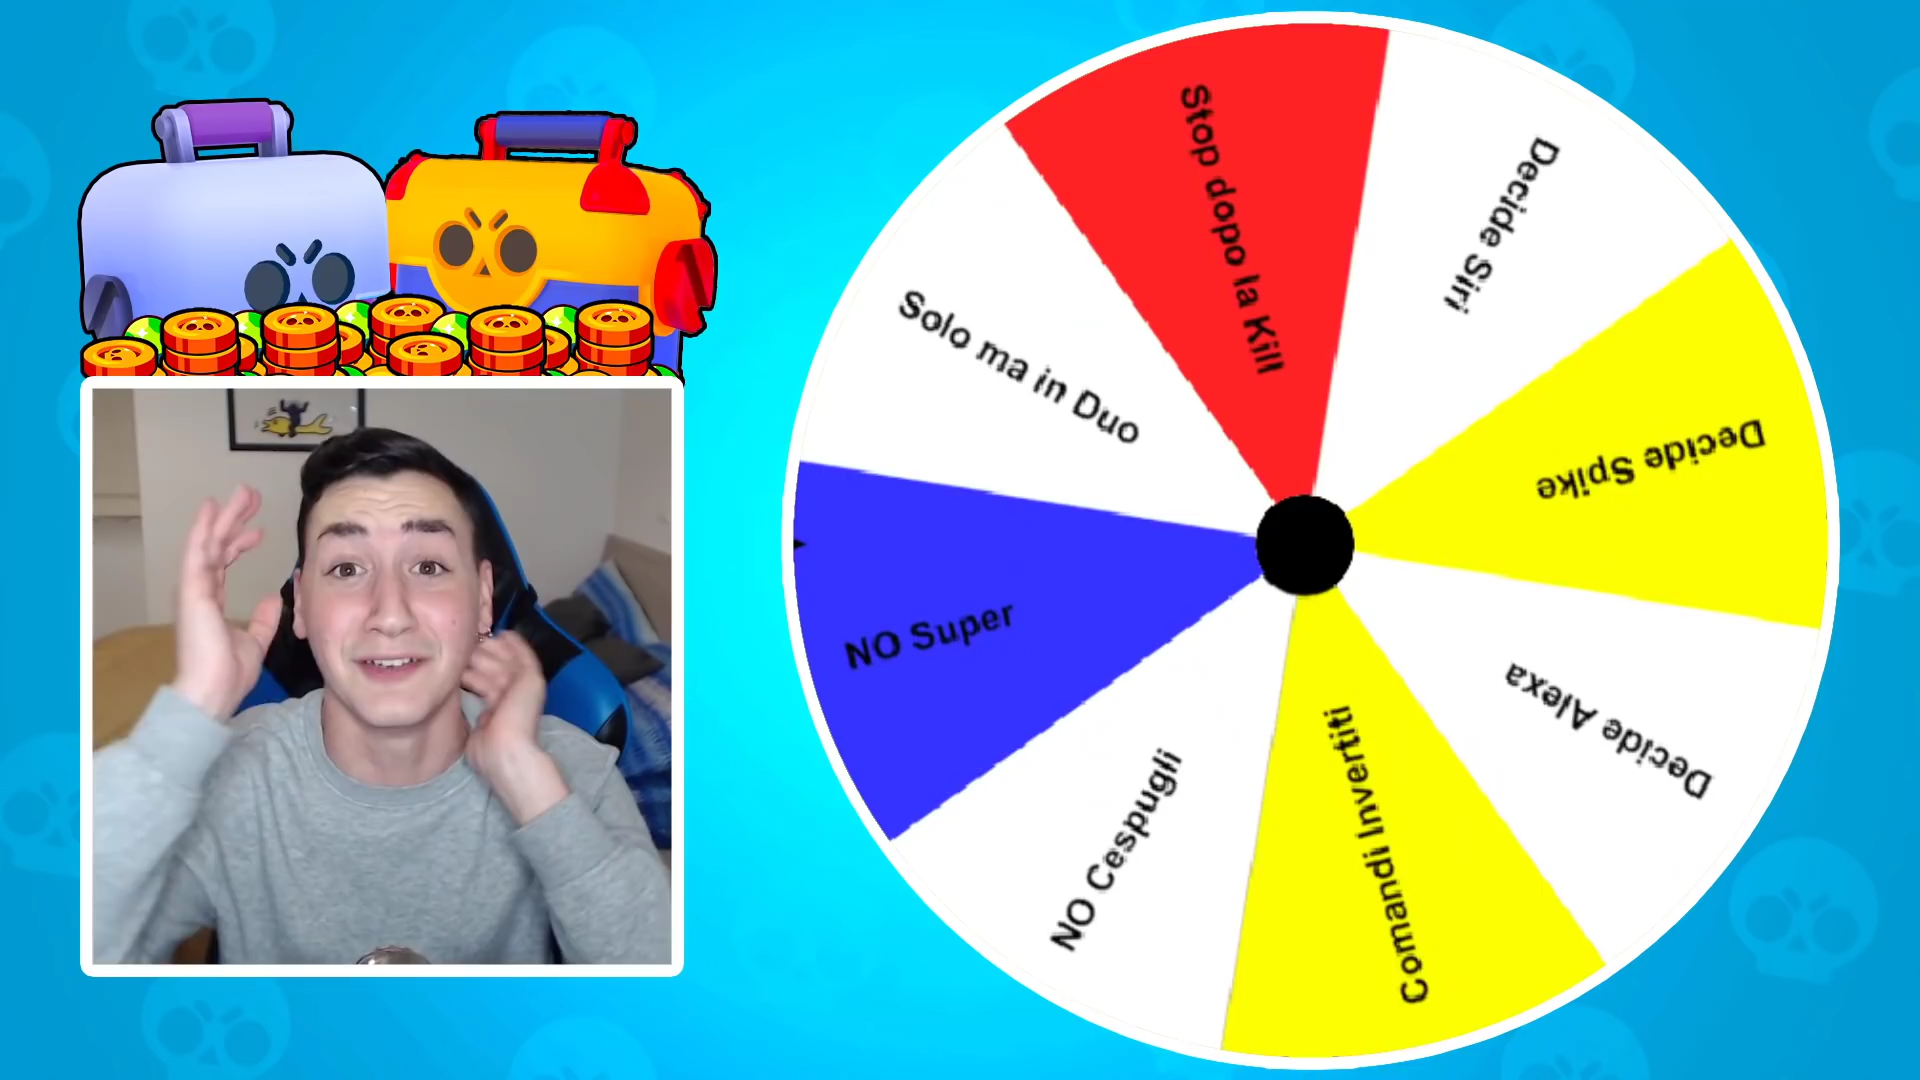 Stop dopo la Kill
Decide Siri
Decide Spike
Decide Alexa
Comandi Invertiti
NO Cespugli
NO Super
Solo ma in Duo